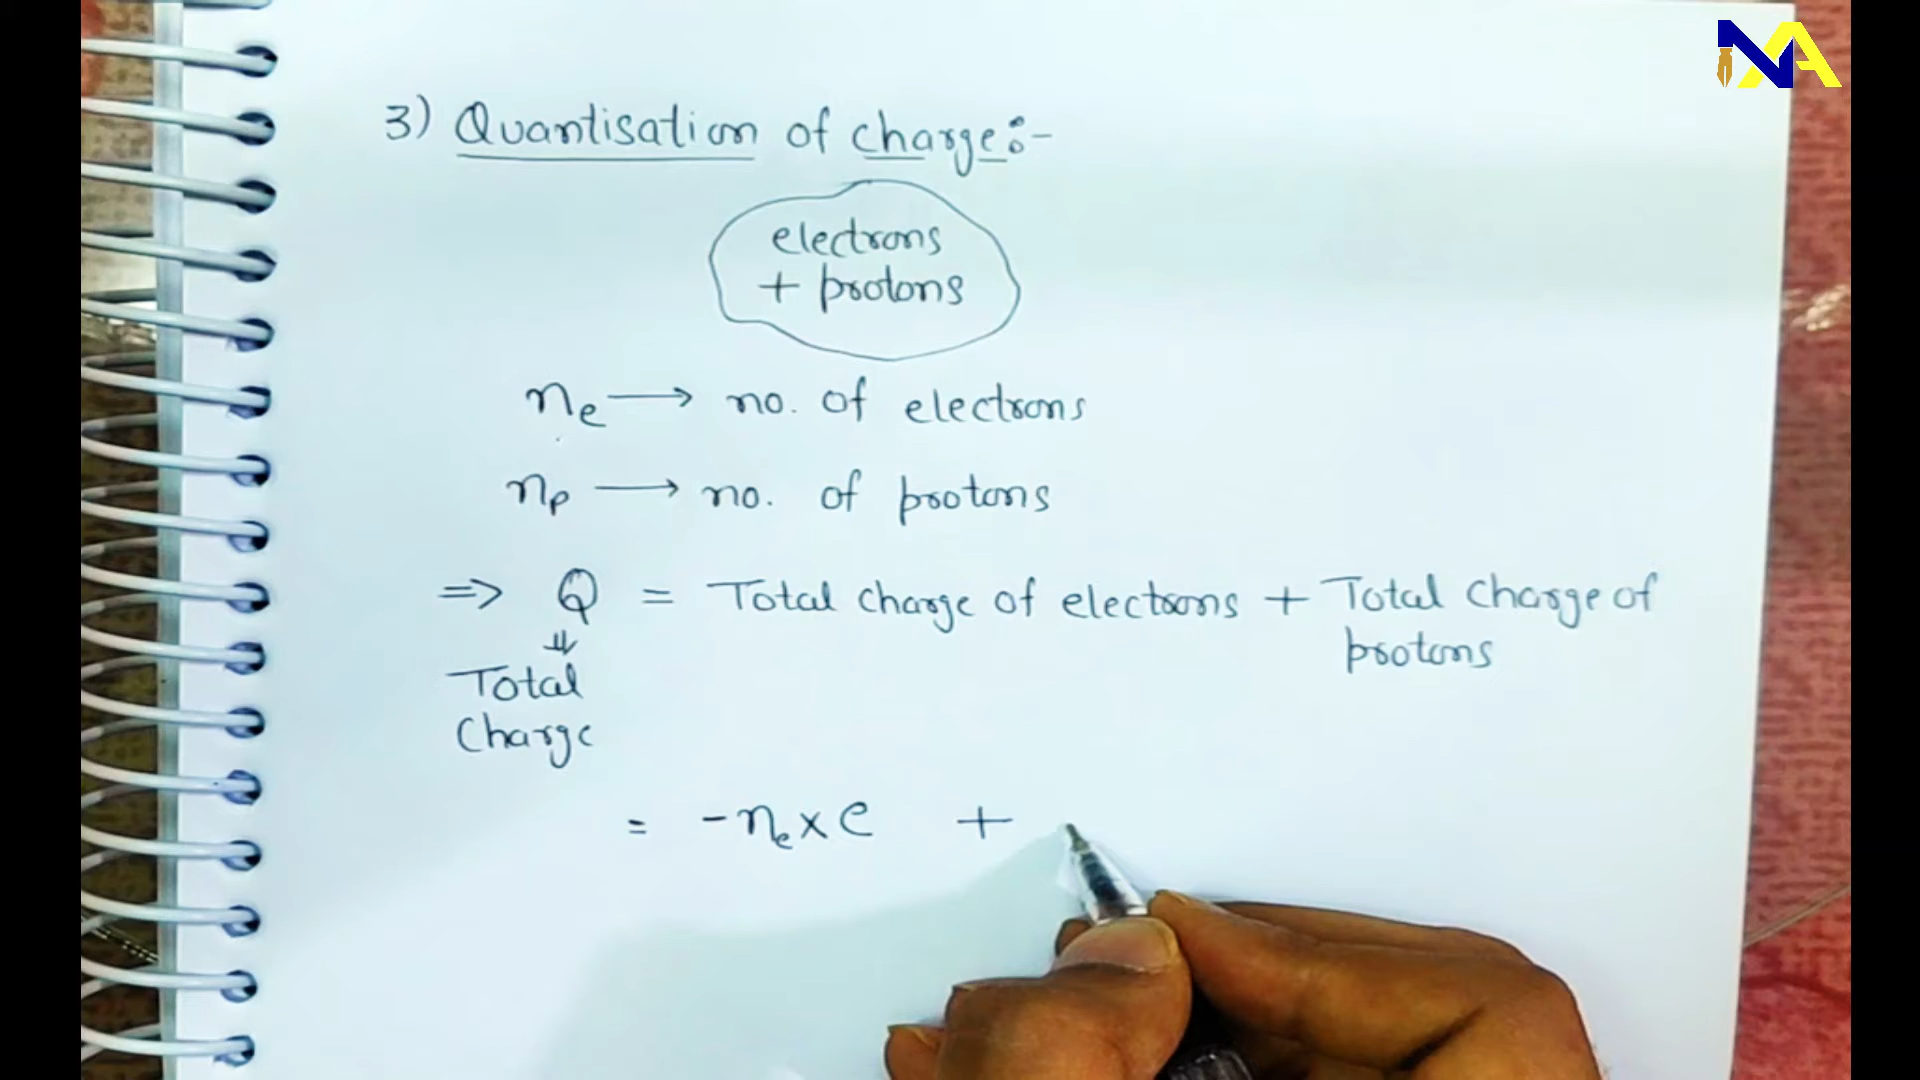 NA
3) Quantisation of charge:-
electrons
+ protons
ne → no. of electrons
np → no. of protons
=> Q = Total charge of electrons + Total charge of
protons
⇓
Total
Charge
= -ne×e +